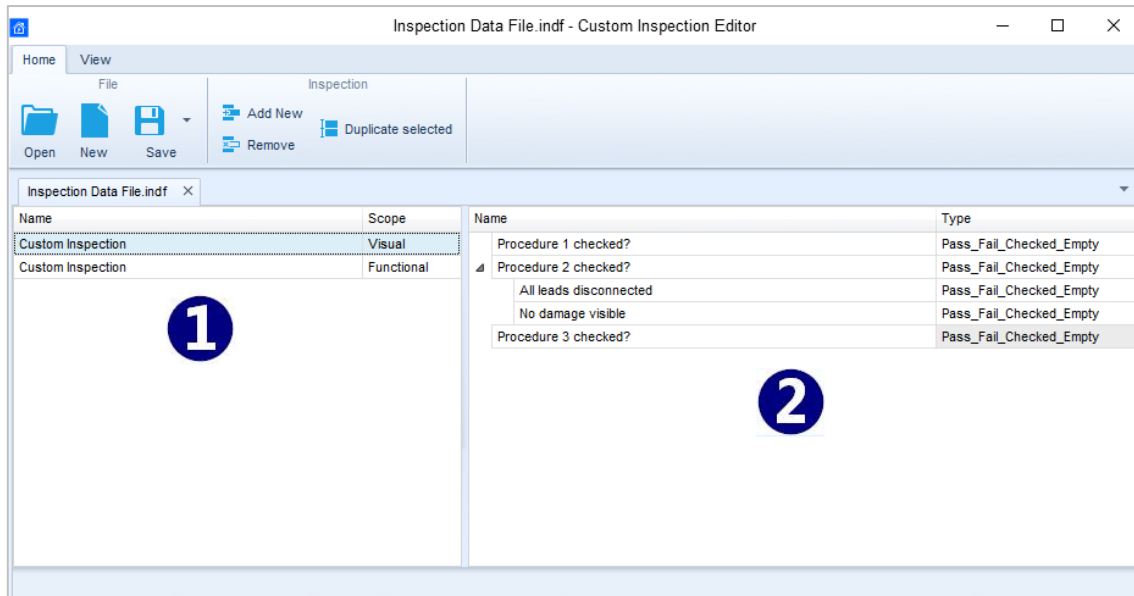 Inspection Data File.indf - Custom Inspection Editor
Home View
File Inspection
Open New Save Add New Remove Duplicate selected
Inspection Data File.indf
Name Scope
Custom Inspection Visual
Custom Inspection Functional
1
Name Type
Procedure 1 checked? Pass_Fail_Checked_Empty
Procedure 2 checked? Pass_Fail_Checked_Empty
All leads disconnected Pass_Fail_Checked_Empty
No damage visible Pass_Fail_Checked_Empty
Procedure 3 checked? Pass_Fail_Checked_Empty
2